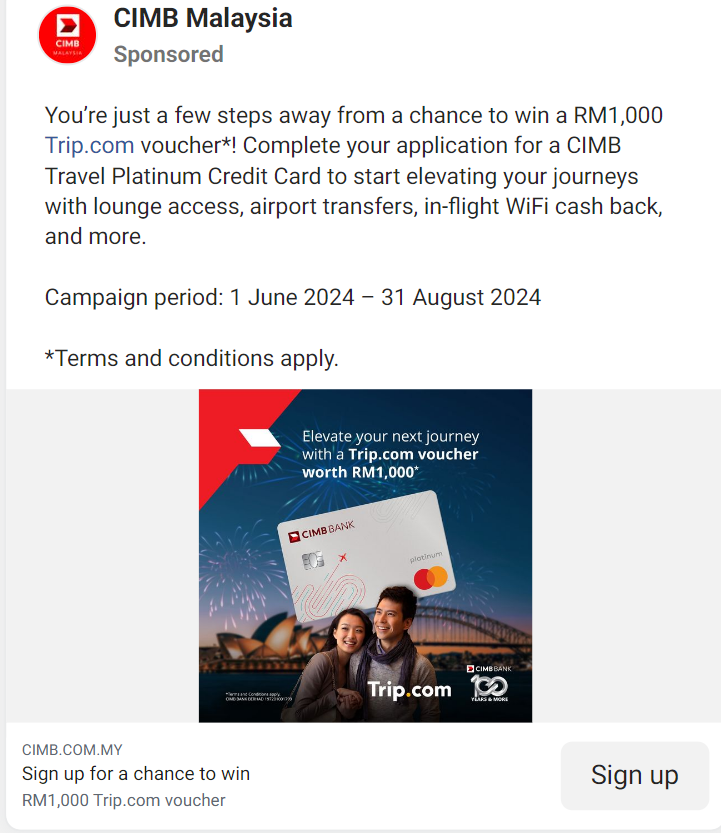 CIMB
MALAYSIA
CIMB Malaysia
Sponsored
You’re just a few steps away from a chance to win a RM1,000
Trip.com voucher*! Complete your application for a CIMB
Travel Platinum Credit Card to start elevating your journeys
with lounge access, airport transfers, in-flight WiFi cash back,
and more.
Campaign period: 1 June 2024 – 31 August 2024
*Terms and conditions apply.
Elevate your next journey
with a Trip.com voucher
worth RM1,000*
CIMB BANK
platinum
CIMB BANK
100
YEARS & MORE
Trip.com
*Terms and Conditions apply.
CIMB BANK BERHAD
CIMB.COM.MY
Sign up for a chance to win
RM1,000 Trip.com voucher
Sign up